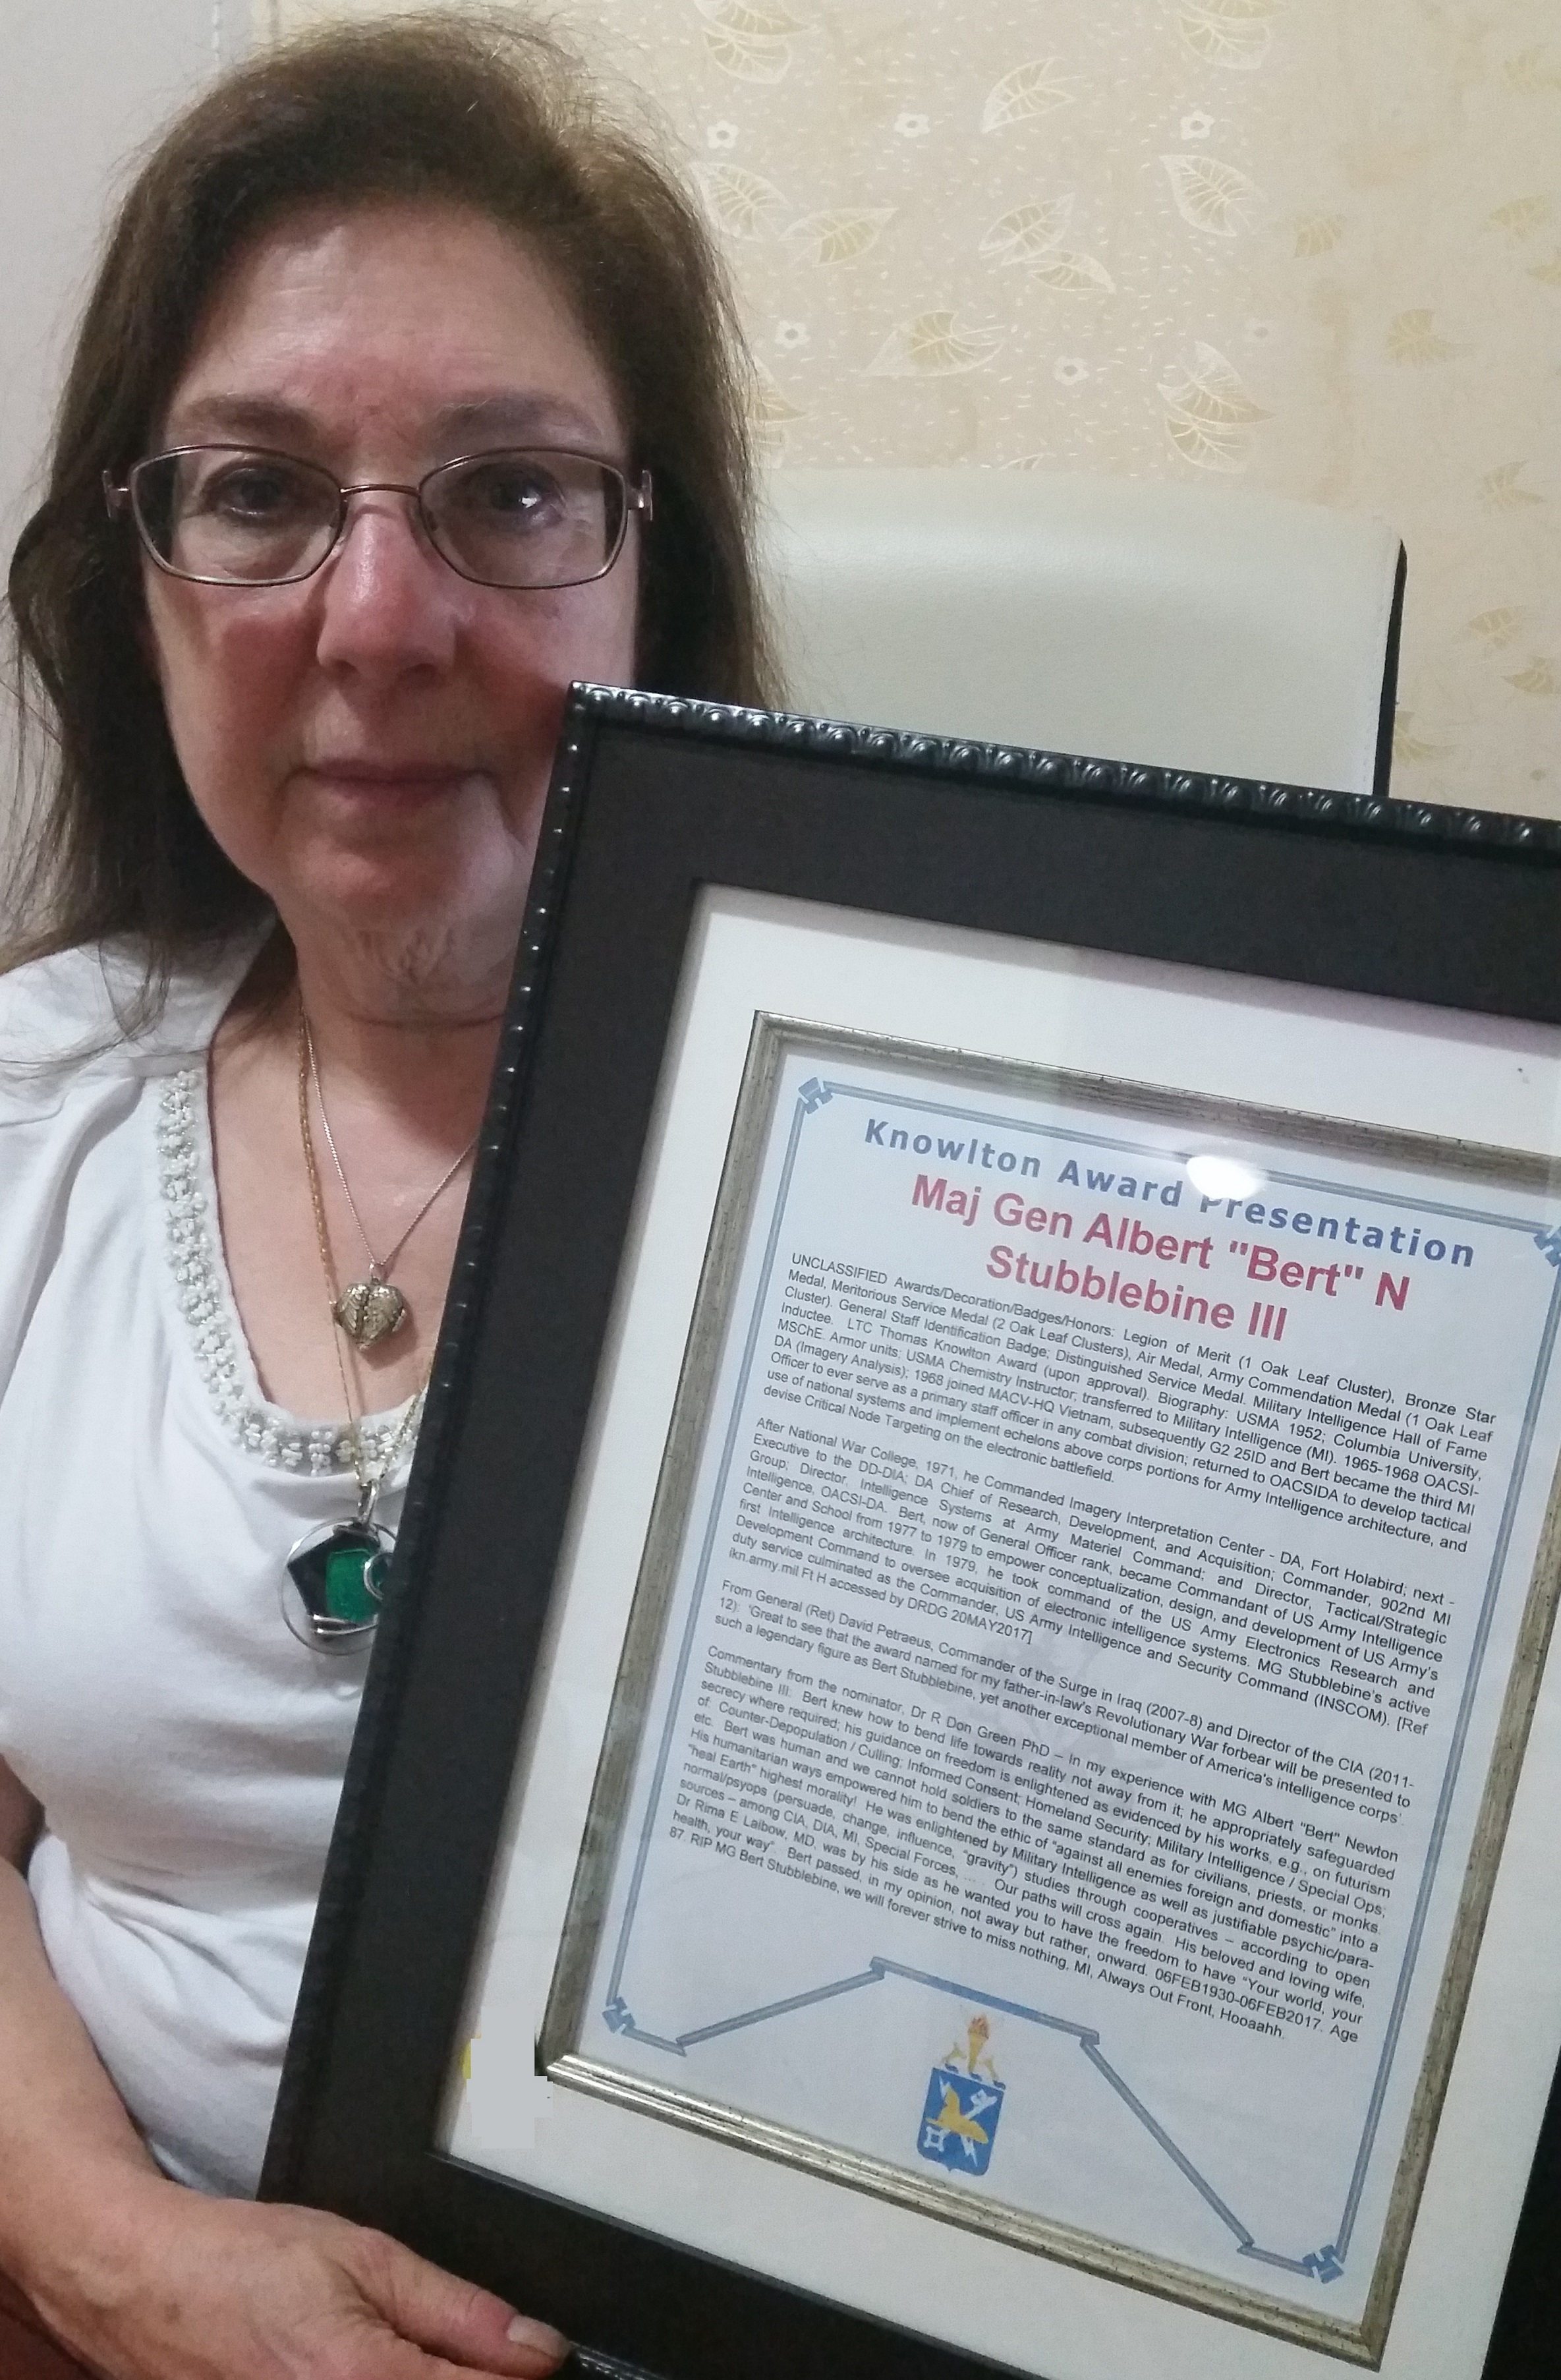 Knowlton Award Presentation
Maj Gen Albert "Bert" N
Stubblebine III
UNCLASSIFIED Awards/Decoration/Badges/Honors: Legion of Merit (1 Oak Leaf Cluster), Bronze Star
Medal, Meritorious Service Medal (2 Oak Leaf Clusters), Air Medal, Army Commendation Medal (1 Oak Leaf
Cluster). General Staff Identification Badge; Distinguished Service Medal. Military Intelligence Hall of Fame
Inductee. LTC Thomas Knowlton Award (upon approval). Biography: USMA 1952; Columbia University,
MSChE. Armor units; USMA Chemistry Instructor; transferred to Military Intelligence (MI). 1965-1968 OACSI-
DA (Imagery Analysis); 1968 joined MACV-HQ Vietnam, subsequently G2 25ID and Bert became the third MI
Officer to ever serve as a primary staff officer in any combat division; returned to OACSIDA to develop tactical
use of national systems and implement echelons above corps portions for Army Intelligence architecture, and
devise Critical Node Targeting on the electronic battlefield.
After National War College, 1971, he Commanded Imagery Interpretation Center - DA, Fort Holabird; next -
Executive to the DD-DIA; DA Chief of Research, Development, and Acquisition; Commander, 902nd MI
Group; Director, Intelligence Systems at Army Materiel Command; and Director, Tactical/Strategic
Intelligence, OACSI-DA. Bert, now of General Officer rank, became Commandant of US Army Intelligence
Center and School from 1977 to 1979 to empower conceptualization, design, and development of US Army's
first Intelligence architecture. In 1979, he took command of the US Army Electronics Research and
Development Command to oversee acquisition of electronic intelligence systems. MG Stubblebine's active
duty service culminated as the Commander, US Army Intelligence and Security Command (INSCOM). [Ref
ikn.army.mil Ft H accessed by DRDG 20MAY2017]
From General (Ret) David Petraeus, Commander of the Surge in Iraq (2007-8) and Director of the CIA (2011-
12): 'Great to see that the award named for my father-in-law's Revolutionary War forbear will be presented to
such a legendary figure as Bert Stubblebine, yet another exceptional member of America's intelligence corps'.
Commentary from the nominator, Dr R Don Green PhD – in my experience with MG Albert "Bert" Newton
Stubblebine III: Bert knew how to bend life towards reality not away from it; he appropriately safeguarded
secrecy where required; his guidance on freedom is enlightened as evidenced by his works, e.g., on futurism
of: Counter-Depopulation / Culling; Informed Consent; Homeland Security; Military Intelligence / Special Ops;
etc. Bert was human and we cannot hold soldiers to the same standard as for civilians, priests, or monks.
His humanitarian ways empowered him to bend the ethic of "against all enemies foreign and domestic" into a
"heal Earth" highest morality! He was enlightened by Military Intelligence as well as justifiable psychic/para-
normal/psyops (persuade, change, influence, "gravity") studies through cooperatives – according to open
sources – among CIA, DIA, MI, Special Forces, ... . Our paths will cross again. His beloved and loving wife,
Dr Rima E Laibow, MD, was by his side as he wanted you to have the freedom to have "Your world, your
health, your way". Bert passed, in my opinion, not away but rather, onward. 06FEB1930-06FEB2017. Age
87. RIP MG Bert Stubblebine, we will forever strive to miss nothing, MI, Always Out Front, Hooaahh.